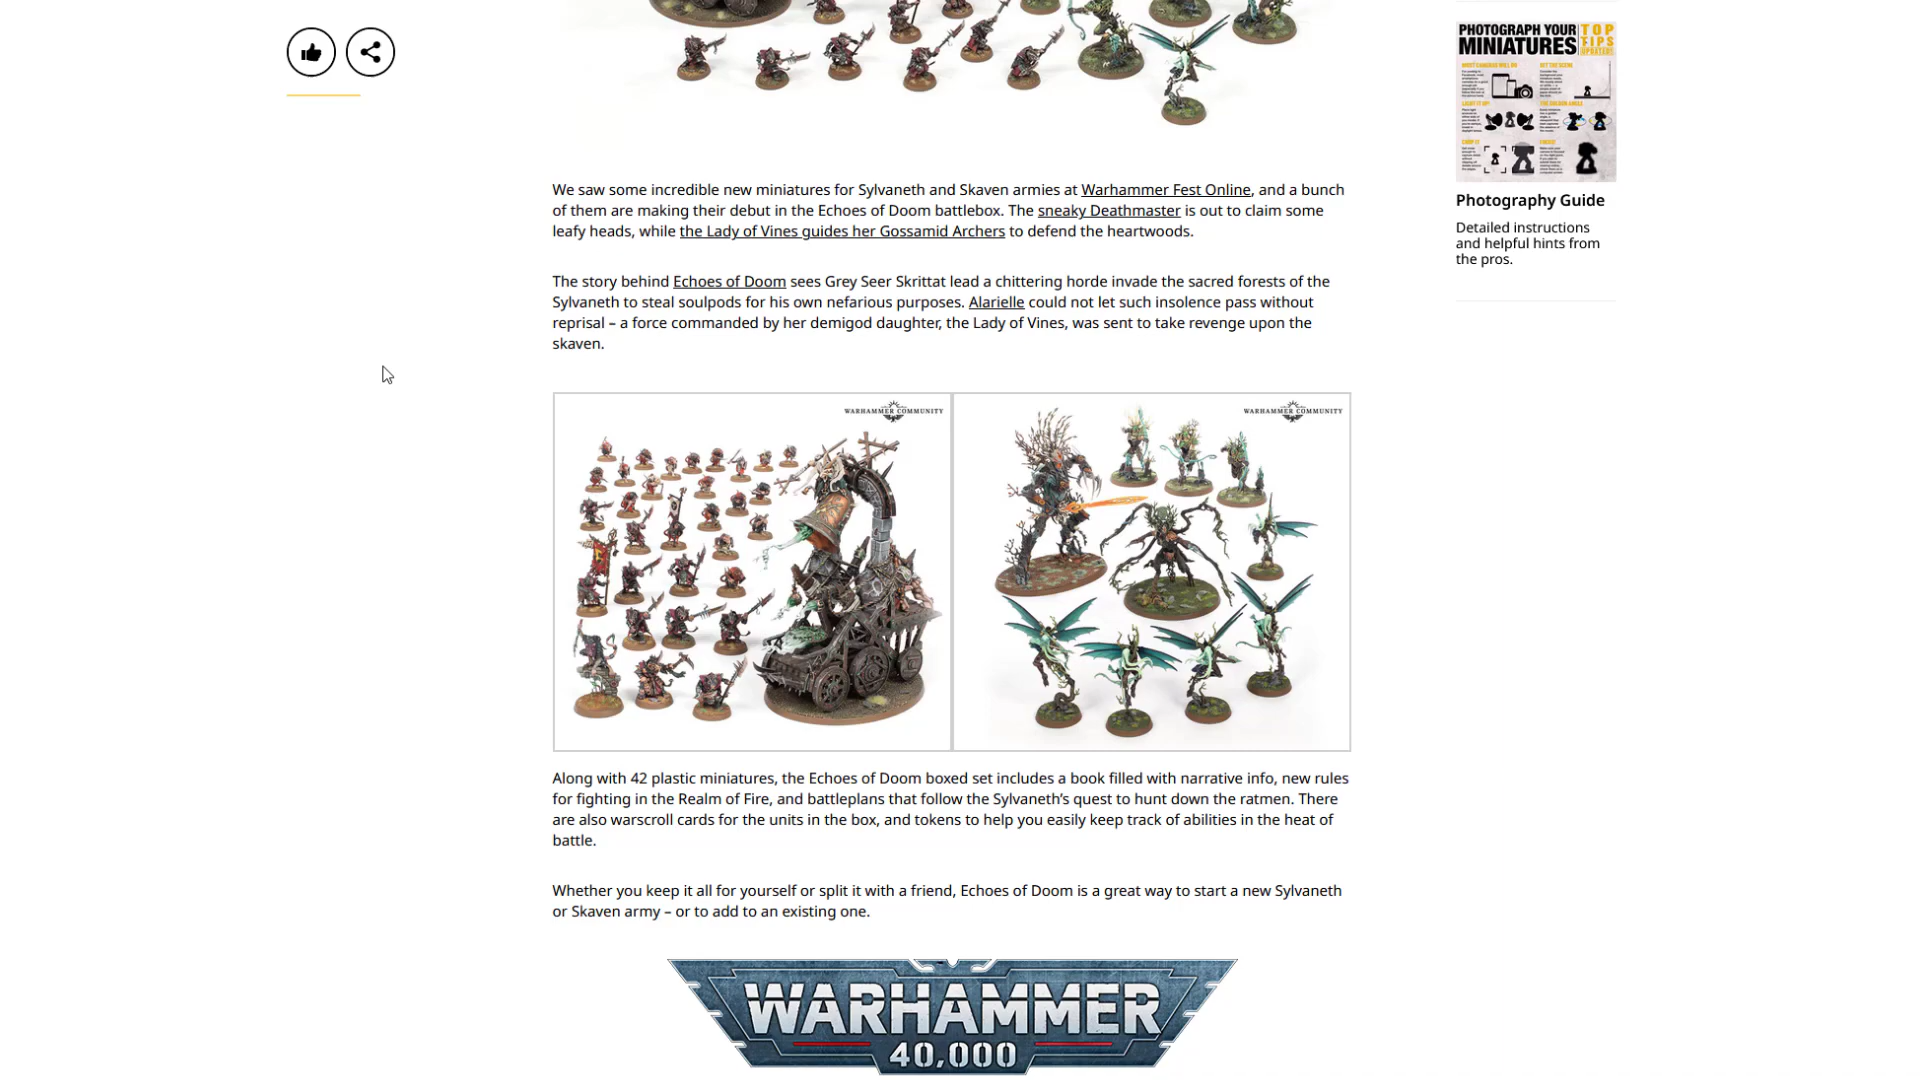 PHOTOGRAPH YOUR
MINIATURES
TOP
TIPS
Photography Guide
Detailed instructions
and helpful hints from
the pros.
We saw some incredible new miniatures for Sylvaneth and Skaven armies at Warhammer Fest Online, and a bunch
of them are making their debut in the Echoes of Doom battlebox. The sneaky Deathmaster is out to claim some
leafy heads, while the Lady of Vines guides her Gossamid Archers to defend the heartwoods.
The story behind Echoes of Doom sees Grey Seer Skrittat lead a chittering horde invade the sacred forests of the
Sylvaneth to steal soulpods for his own nefarious purposes. Alarielle could not let such insolence pass without
reprisal – a force commanded by her demigod daughter, the Lady of Vines, was sent to take revenge upon the
skaven.
WARHAMMER COMMUNITY
WARHAMMER COMMUNITY
Along with 42 plastic miniatures, the Echoes of Doom boxed set includes a book filled with narrative info, new rules
for fighting in the Realm of Fire, and battleplans that follow the Sylvaneth’s quest to hunt down the ratmen. There
are also warscroll cards for the units in the box, and tokens to help you easily keep track of abilities in the heat of
battle.
Whether you keep it all for yourself or split it with a friend, Echoes of Doom is a great way to start a new Sylvaneth
or Skaven army – or to add to an existing one.
WARHAMMER
40,000